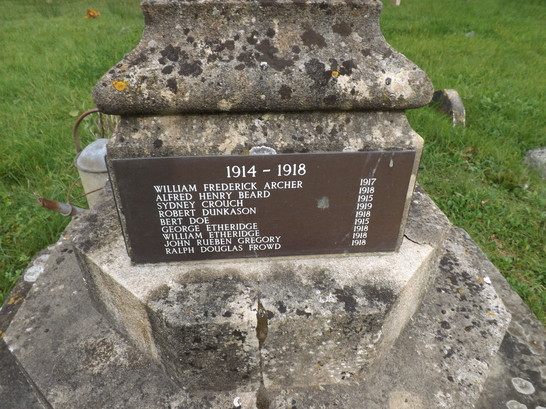 1914 - 1918
WILLIAM FREDERICK ARCHER 1917
ALFRED HENRY BEARD 1918
SYDNEY CROUCH 1915
ROBERT DUNKASON 1919
BERT DOE 1918
GEORGE ETHERIDGE 1915
WILLIAM ETHERIDGE 1918
JOHN RUEBEN GREGORY 1918
RALPH DOUGLAS FROWD 1918